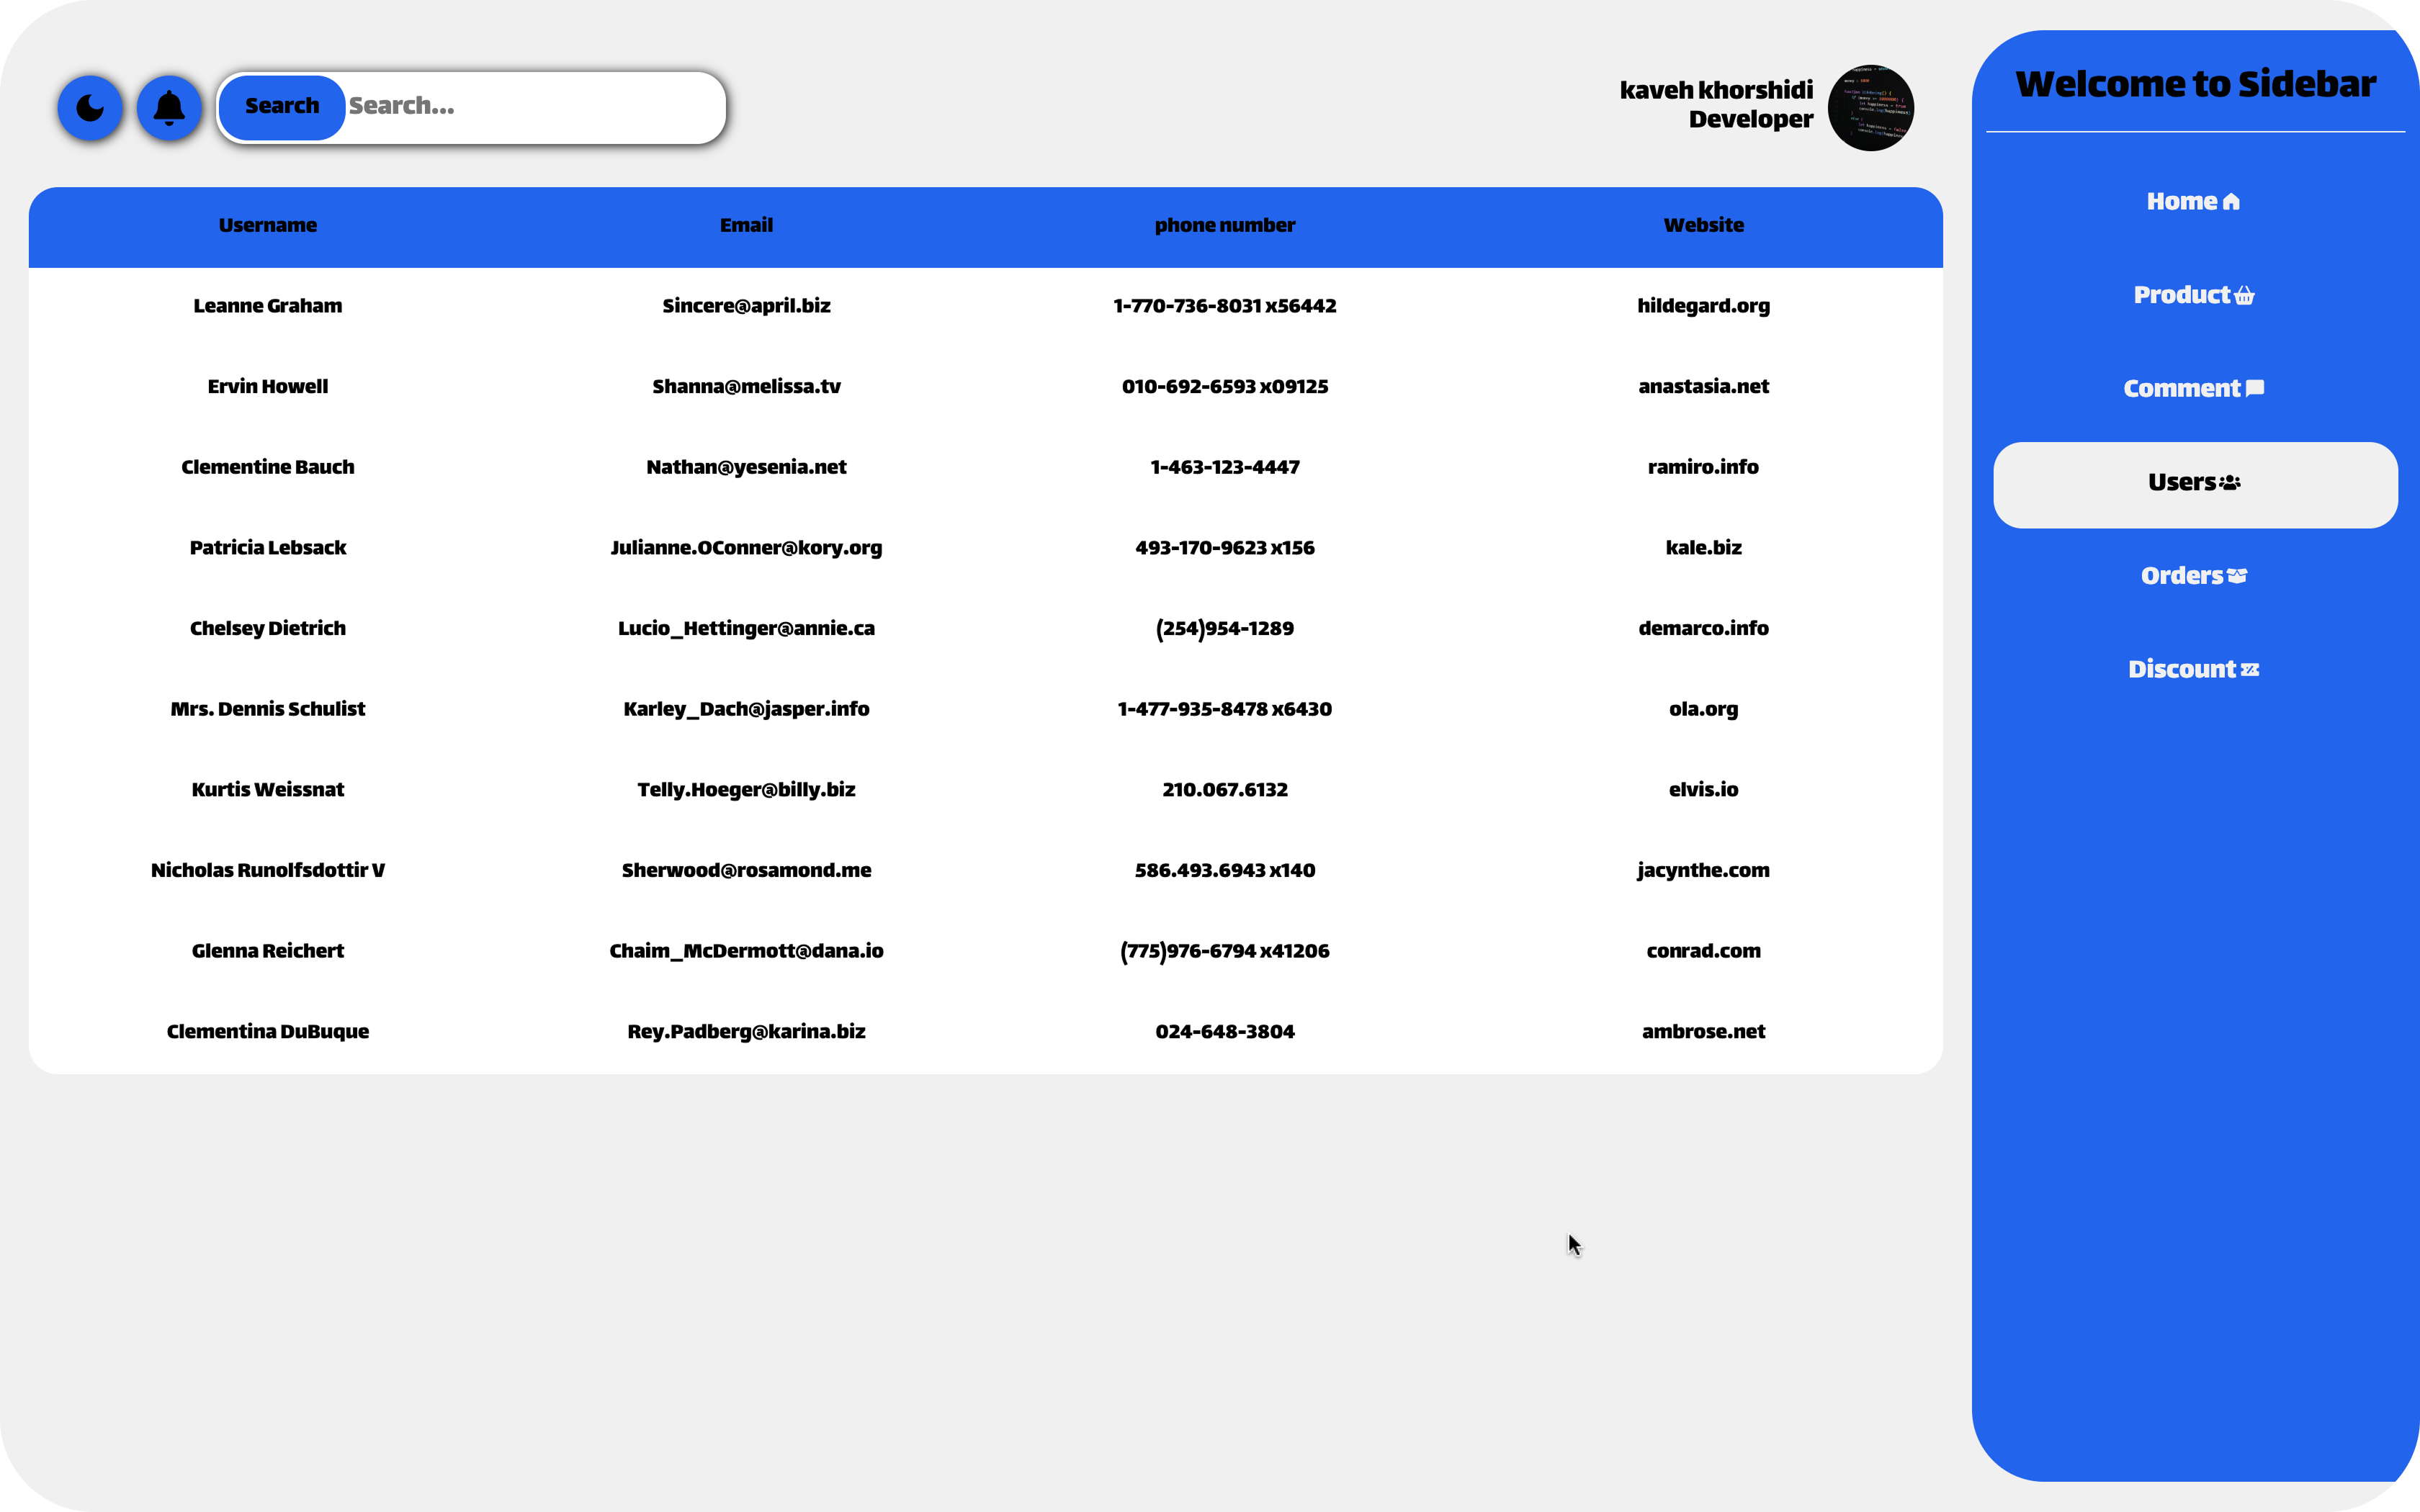 Search Search...
kaveh khorshidi
Developer
Username Email phone number Website
Leanne Graham Sincere@april.biz 1-770-736-8031 x56442 hildegard.org
Ervin Howell Shanna@melissa.tv 010-692-6593 x09125 anastasia.net
Clementine Bauch Nathan@yesenia.net 1-463-123-4447 ramiro.info
Patricia Lebsack Julianne.OConner@kory.org 493-170-9623 x156 kale.biz
Chelsey Dietrich Lucio_Hettinger@annie.ca (254)954-1289 demarco.info
Mrs. Dennis Schulist Karley_Dach@jasper.info 1-477-935-8478 x6430 ola.org
Kurtis Weissnat Telly.Hoeger@billy.biz 210.067.6132 elvis.io
Nicholas Runolfsdottir V Sherwood@rosamond.me 586.493.6943 x140 jacynthe.com
Glenna Reichert Chaim_McDermott@dana.io (775)976-6794 x41206 conrad.com
Clementina DuBuque Rey.Padberg@karina.biz 024-648-3804 ambrose.net
Welcome to Sidebar
Home
Product
Comment
Users
Orders
Discount